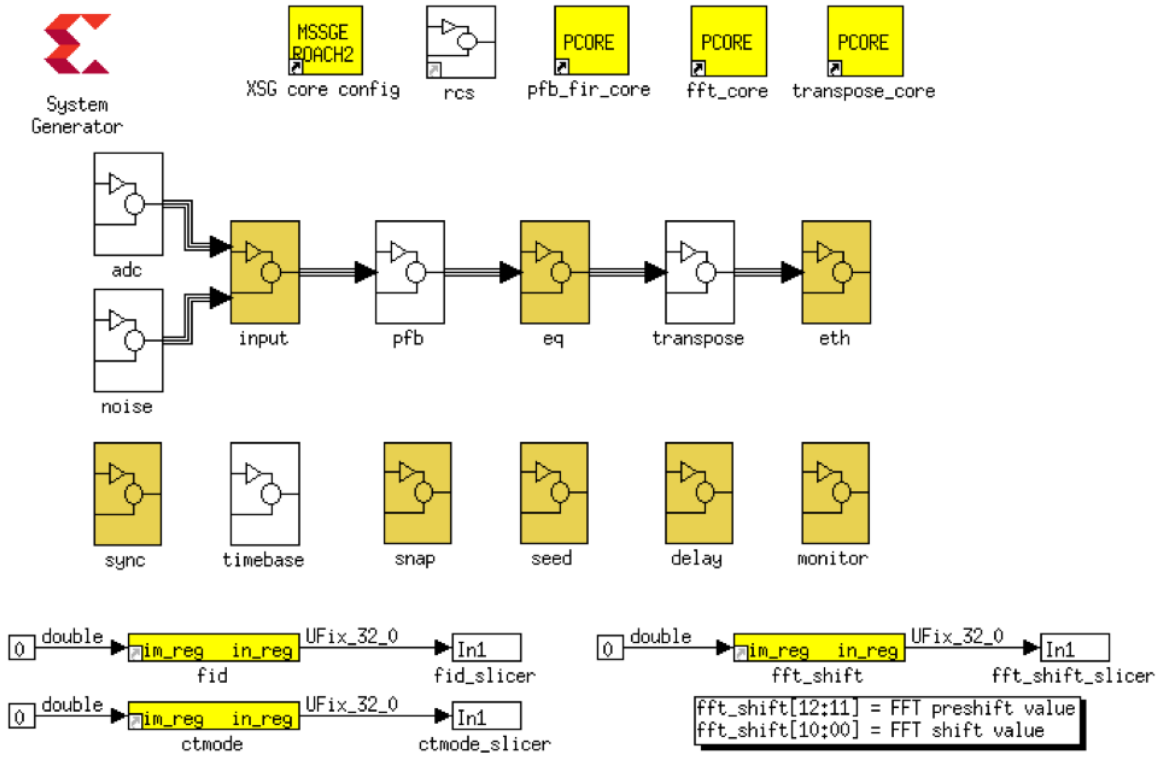 MSSGE
ROACH2
PCORE
PCORE
PCORE
XSG core config
rcs
pfb_fir_core
fft_core
transpose_core
System
Generator
adc
input
pfb
eq
transpose
eth
noise
sync
timebase
snap
seed
delay
monitor
0 double im_reg in_reg UFix_32_0 In1
fid fid_slicer
0 double im_reg in_reg UFix_32_0 In1
fft_shift fft_shift_slicer
0 double im_reg in_reg UFix_32_0 In1
ctmode ctmode_slicer
fft_shift[12:11] = FFT preshift value
fft_shift[10:00] = FFT shift value